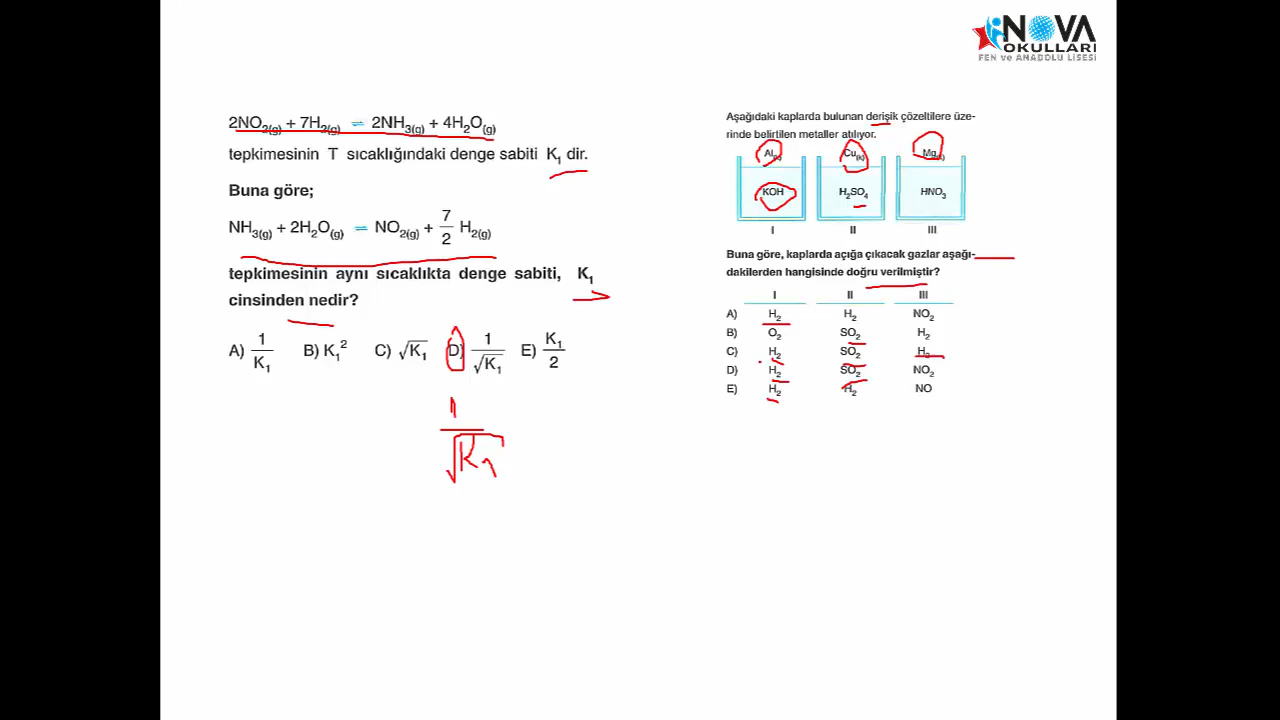 NOVA
OKULLARI
FEN ve ANADOLU LİSESİ
2NO2(g) + 7H2(g) ⇌ 2NH3(g) + 4H2O(g)
tepkimesinin T sıcaklığındaki denge sabiti K1 dir.
Buna göre;
NH3(g) + 2H2O(g) ⇌ NO2(g) + 7/2 H2(g)
tepkimesinin aynı sıcaklıkta denge sabiti, K1
cinsinden nedir?
A) 1/K1 B) K1² C) √K1 D) 1/√K1 E) K1/2
1/√K1
Aşağıdaki kaplarda bulunan derişik çözeltilere üze-
rinde belirtilen metaller atılıyor.
Al(k) Cu(k) Mg(k)
KOH H2SO4 HNO3
I II III
Buna göre, kaplarda açığa çıkacak gazlar aşağı-
dakilerden hangisinde doğru verilmiştir?
I II III
A) H2 H2 NO2
B) O2 SO2 H2
C) H2 SO2 H2
D) H2 SO2 NO2
E) H2 H2 NO